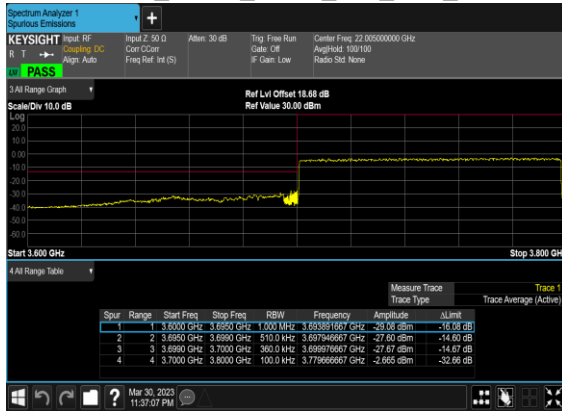 Spectrum Analyzer 1
Spurious Emissions
+
KEYSIGHT Input: RF Input Z: 50 Ω Atten: 30 dB Trig: Free Run Center Freq: 22.005000000 GHz
R T Coupling: DC Corr CCorr Gate: Off Avg|Hold: 100/100
Align: Auto Freq Ref: Int (S) IF Gain: Low Radio Std: None
PASS
3 All Range Graph
Ref Lvl Offset 18.68 dB
Scale/Div 10.0 dB Ref Value 30.00 dBm
Log
20.0
10.0
0.00
-10.0
-20.0
-30.0
-40.0
-50.0
-60.0
Start 3.600 GHz Stop 3.800 GH
4 All Range Table
Measure Trace Trace 1
Trace Type Trace Average (Active)
Spur Range Start Freq Stop Freq RBW Frequency Amplitude ΔLimit
1 1 3.6000 GHz 3.6950 GHz 1.000 MHz 3.693891667 GHz -29.08 dBm -16.08 dB
2 2 3.6950 GHz 3.6990 GHz 510.0 kHz 3.697946667 GHz -27.60 dBm -14.60 dB
3 3 3.6990 GHz 3.7000 GHz 360.0 kHz 3.699976667 GHz -27.67 dBm -14.67 dB
4 4 3.7000 GHz 3.8000 GHz 100.0 kHz 3.779666667 GHz -2.665 dBm -32.66 dB
? Mar 30, 2023
11:37:07 PM